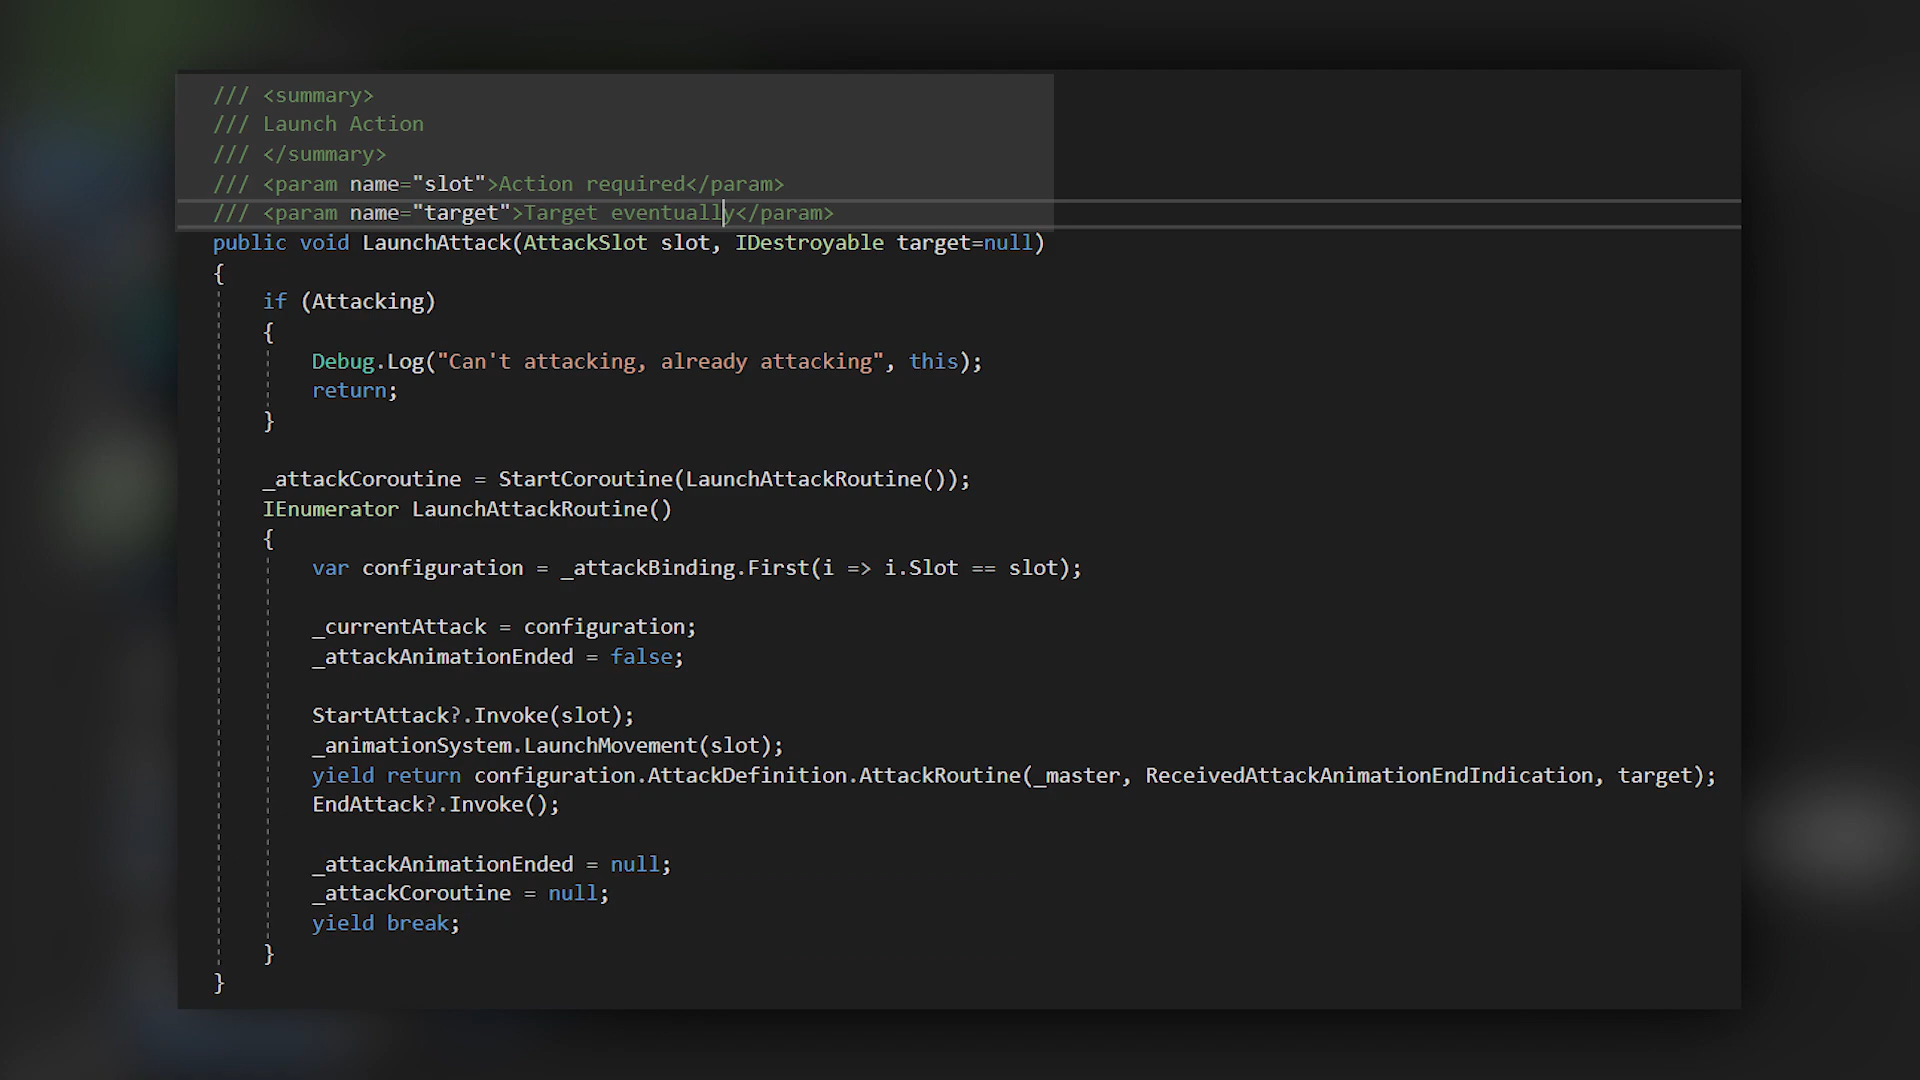 /// <summary>
/// Launch Action
/// </summary>
/// <param name="slot">Action required</param>
/// <param name="target">Target eventually</param>
public void LaunchAttack(AttackSlot slot, IDestroyable target=null)
{
if (Attacking)
{
Debug.Log("Can't attacking, already attacking", this);
return;
}
_attackCoroutine = StartCoroutine(LaunchAttackRoutine());
IEnumerator LaunchAttackRoutine()
{
var configuration = _attackBinding.First(i => i.Slot == slot);
_currentAttack = configuration;
_attackAnimationEnded = false;
StartAttack?.Invoke(slot);
_animationSystem.LaunchMovement(slot);
yield return configuration.AttackDefinition.AttackRoutine(_master, ReceivedAttackAnimationEndIndication, target);
EndAttack?.Invoke();
_attackAnimationEnded = null;
_attackCoroutine = null;
yield break;
}
}